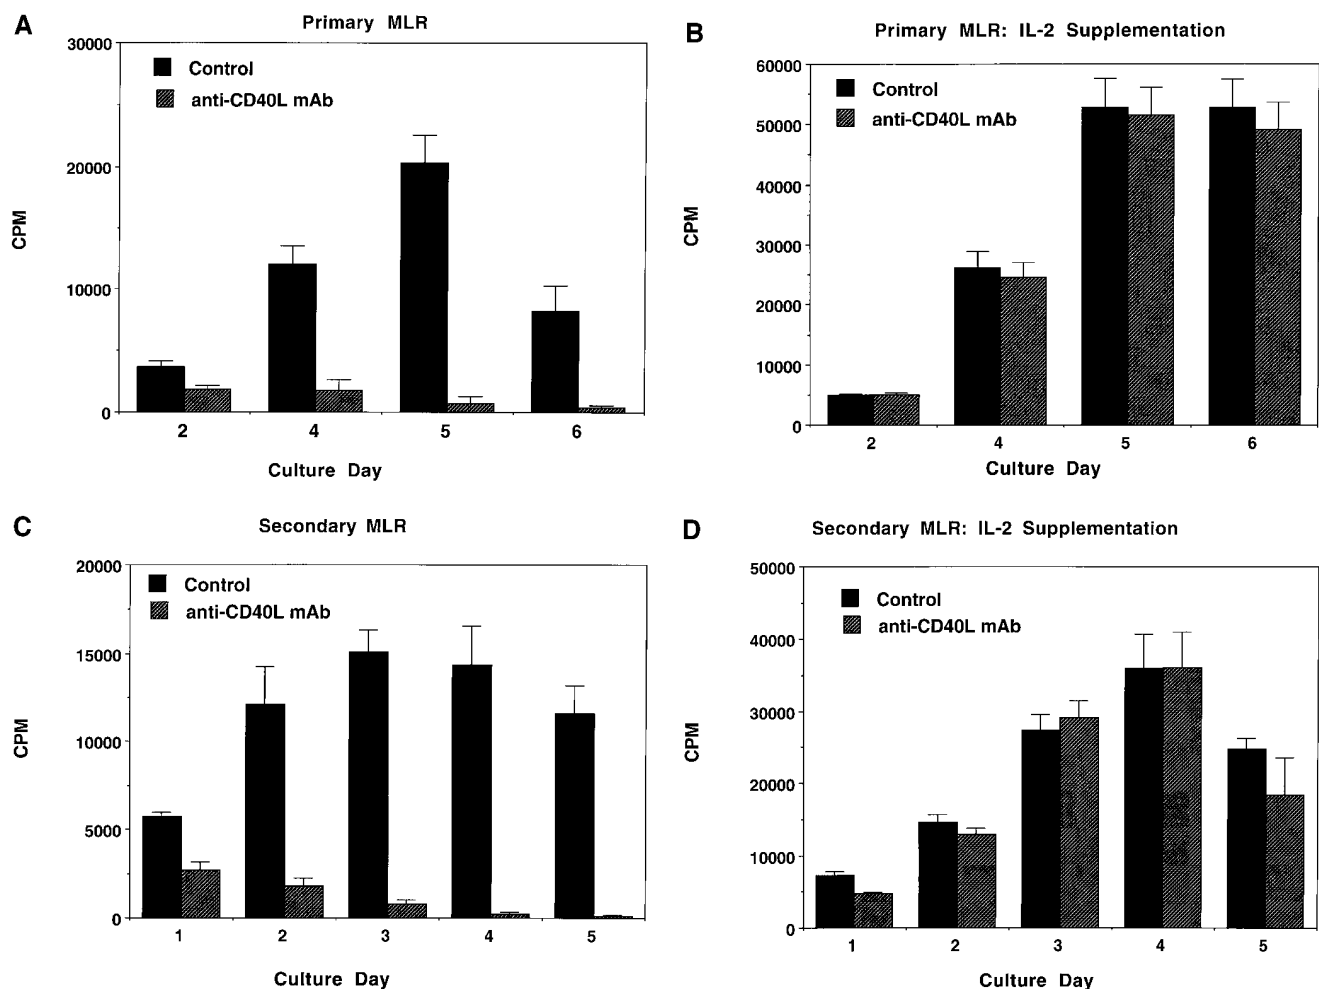 A
Primary MLR
30000
20000
10000
0
CPM
Control
anti-CD40L mAb
2 4 5 6
Culture Day
B
Primary MLR: IL-2 Supplementation
60000
50000
40000
30000
20000
10000
0
CPM
Control
anti-CD40L mAb
2 4 5 6
Culture Day
C
Secondary MLR
20000
15000
10000
5000
0
CPM
Control
anti-CD40L mAb
1 2 3 4 5
Culture Day
D
Secondary MLR: IL-2 Supplementation
50000
40000
30000
20000
10000
0
CPM
Control
anti-CD40L mAb
1 2 3 4 5
Culture Day